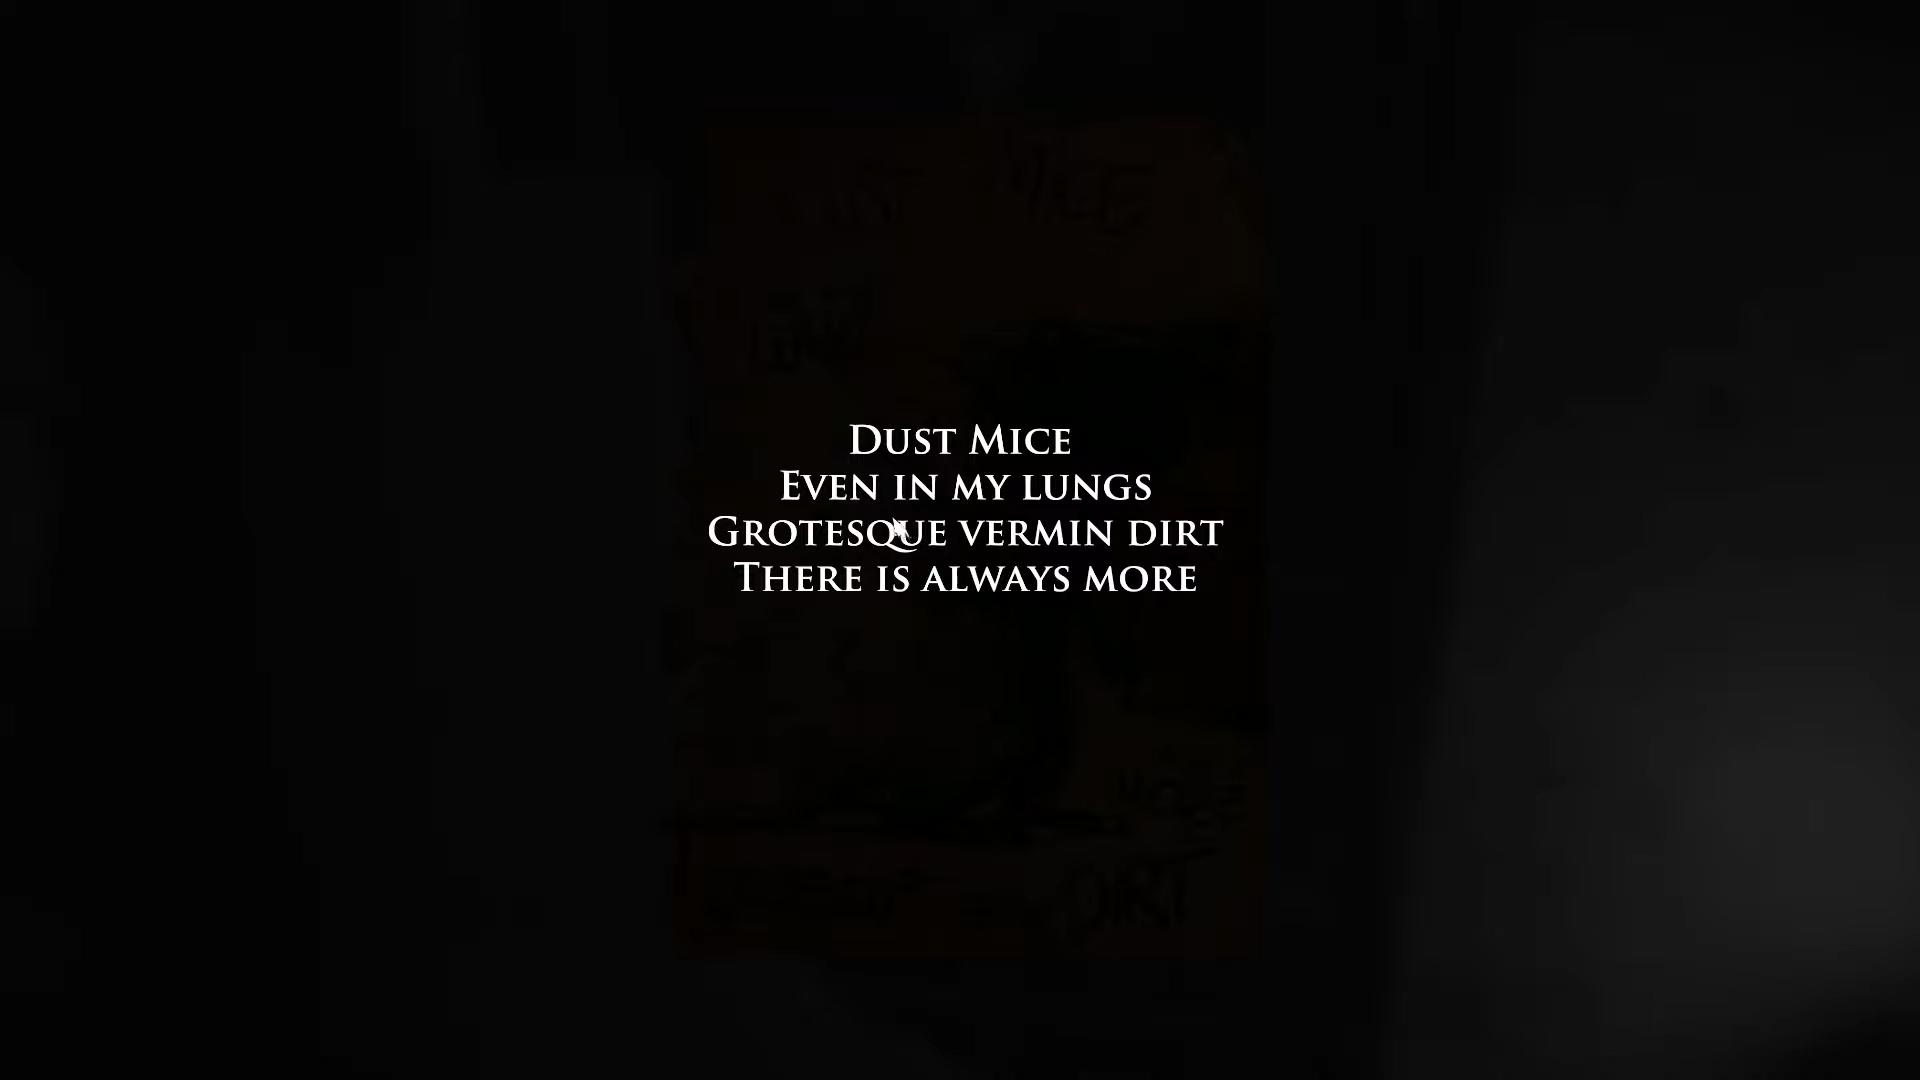 Dust Mice
Even in my lungs
Grotesque vermin dirt
There is always more